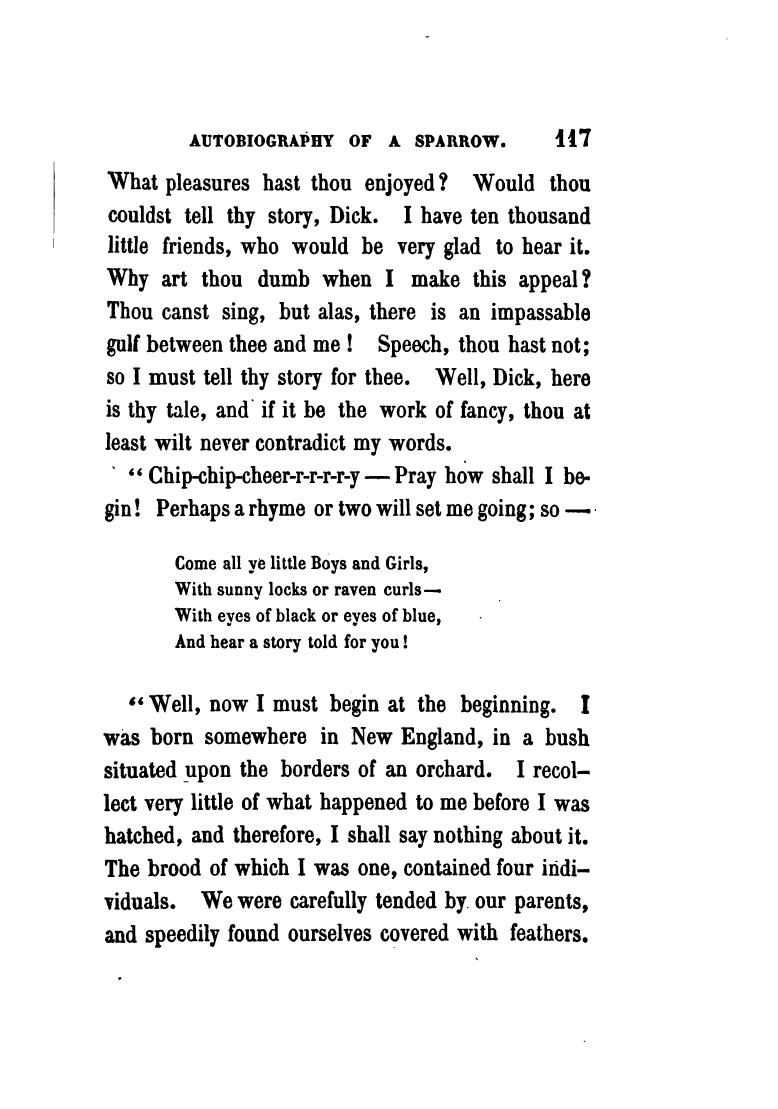 AUTOBIOGRAPHY OF A SPARROW. 117
What pleasures hast thou enjoyed? Would thou
couldst tell thy story, Dick. I have ten thousand
little friends, who would be very glad to hear it.
Why art thou dumb when I make this appeal?
Thou canst sing, but alas, there is an impassable
gulf between thee and me! Speech, thou hast not;
so I must tell thy story for thee. Well, Dick, here
is thy tale, and if it be the work of fancy, thou at
least wilt never contradict my words.
“Chip-chip-cheer-r-r-r-r-y — Pray how shall I be-
gin! Perhaps a rhyme or two will set me going; so —
Come all ye little Boys and Girls,
With sunny locks or raven curls—
With eyes of black or eyes of blue,
And hear a story told for you!
“Well, now I must begin at the beginning. I
was born somewhere in New England, in a bush
situated upon the borders of an orchard. I recol-
lect very little of what happened to me before I was
hatched, and therefore, I shall say nothing about it.
The brood of which I was one, contained four indi-
viduals. We were carefully tended by our parents,
and speedily found ourselves covered with feathers.